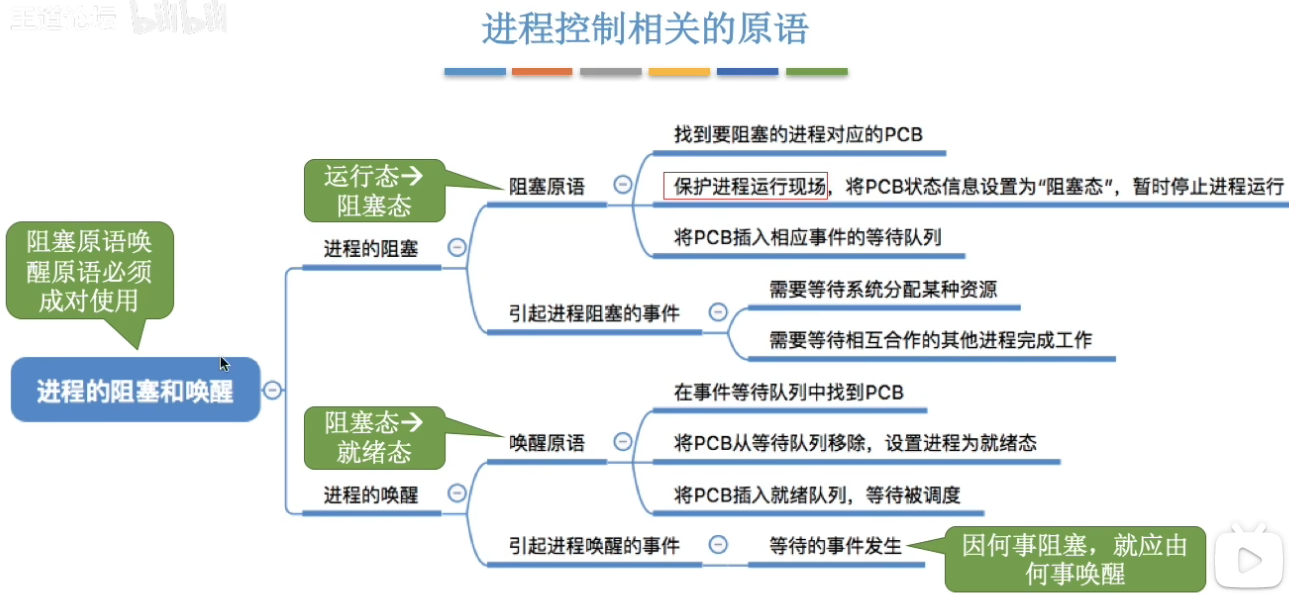 王道论坛 bilibili
进程控制相关的原语
找到要阻塞的进程对应的PCB
运行态→
阻塞态
阻塞原语
保护进程运行现场，将PCB状态信息设置为“阻塞态”，暂时停止进程运行
将PCB插入相应事件的等待队列
进程的阻塞
阻塞原语唤
醒原语必须
成对使用
需要等待系统分配某种资源
引起进程阻塞的事件
需要等待相互合作的其他进程完成工作
进程的阻塞和唤醒
在事件等待队列中找到PCB
阻塞态→
就绪态
唤醒原语
将PCB从等待队列移除，设置进程为就绪态
将PCB插入就绪队列，等待被调度
进程的唤醒
引起进程唤醒的事件
等待的事件发生
因何事阻塞，就应由
何事唤醒